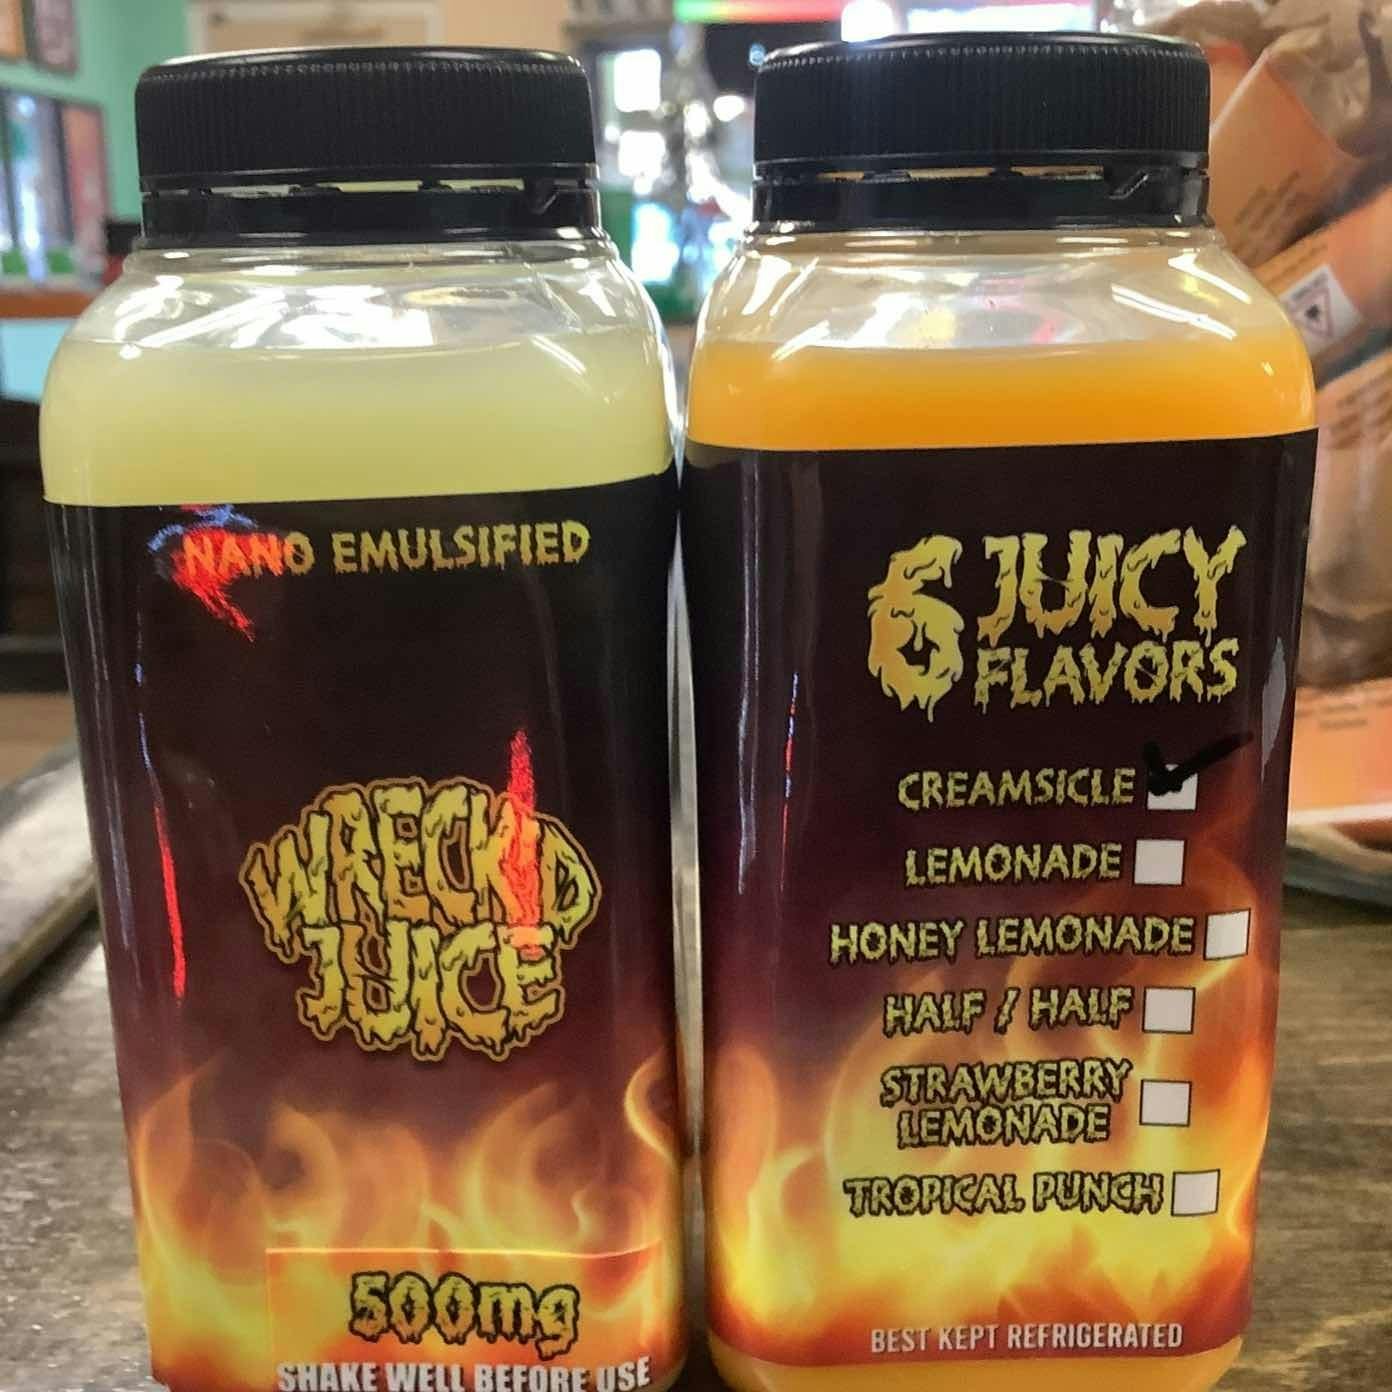 NANO EMULSIFIED
WRECK'D
JUICE
500mg
SHAKE WELL BEFORE USE
6 JUICY
FLAVORS
CREAMSICLE
LEMONADE
HONEY LEMONADE
HALF / HALF
STRAWBERRY
LEMONADE
TROPICAL PUNCH
BEST KEPT REFRIGERATED